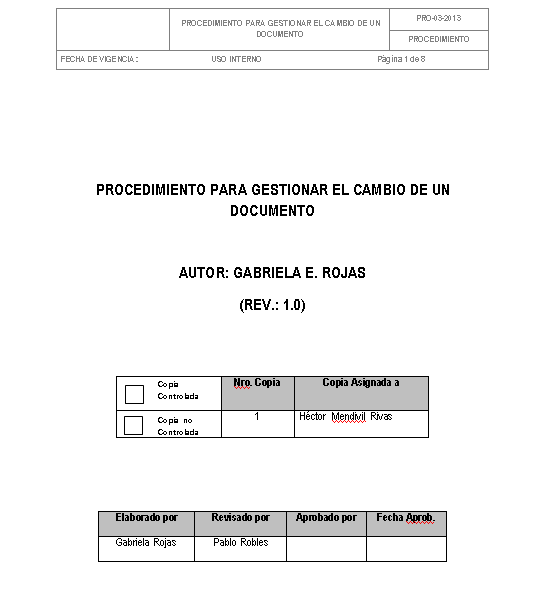 PROCEDIMIENTO PARA GESTIONAR EL CAMBIO DE UN
DOCUMENTO
PRO-03-2013
PROCEDIMIENTO
FECHA DE VIGENCIA: USO INTERNO Página 1 de 8
PROCEDIMIENTO PARA GESTIONAR EL CAMBIO DE UN
DOCUMENTO
AUTOR: GABRIELA E. ROJAS
(REV.: 1.0)
Copia
Controlada
Nro. Copia Copia Asignada a
Copia no
Controlada
1 Héctor Mendivil Rivas
Elaborado por Revisado por Aprobado por Fecha Aprob.
Gabriela Rojas Pablo Robles